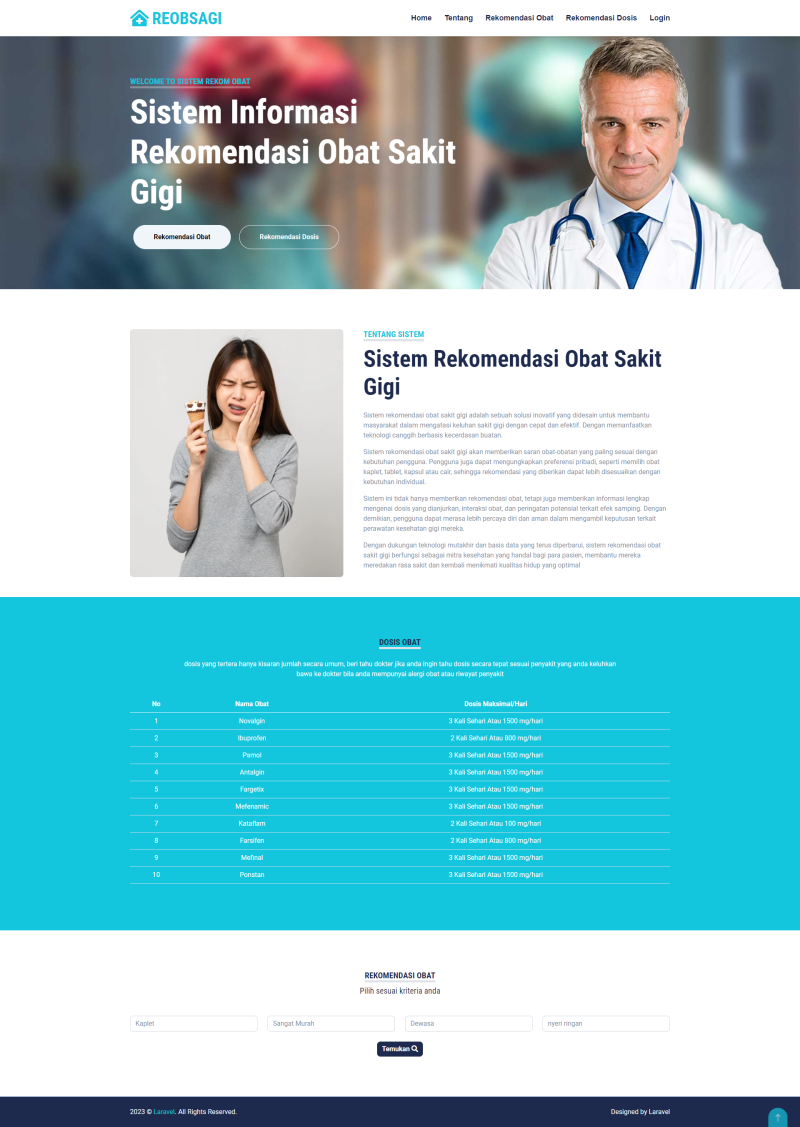 REOBSAGI
Home Tentang Rekomendasi Obat Rekomendasi Dosis Login
WELCOME TO SISTEM REKOM OBAT
Sistem Informasi
Rekomendasi Obat Sakit
Gigi
Rekomendasi Obat Rekomendasi Dosis
TENTANG SISTEM
Sistem Rekomendasi Obat Sakit
Gigi
Sistem rekomendasi obat sakit gigi adalah sebuah solusi inovatif yang didesain untuk membantu
masyarakat dalam mengatasi keluhan sakit gigi dengan cepat dan efektif. Dengan memanfaatkan
teknologi canggih berbasis kecerdasan buatan.
Sistem rekomendasi obat sakit gigi akan memberikan saran obat-obatan yang paling sesuai dengan
kebutuhan pengguna. Pengguna juga dapat mengungkapkan preferensi pribadi, seperti memilih obat
kaplet, tablet, kapsul atau cair, sehingga rekomendasi yang diberikan dapat lebih disesuaikan dengan
kebutuhan individual.
Sistem ini tidak hanya memberikan rekomendasi obat, tetapi juga memberikan informasi lengkap
mengenai dosis yang dianjurkan, interaksi obat, dan peringatan potensial terkait efek samping. Dengan
demikian, pengguna dapat merasa lebih percaya diri dan aman dalam mengambil keputusan terkait
perawatan kesehatan gigi mereka.
Dengan dukungan teknologi mutakhir dan basis data yang terus diperbarui, sistem rekomendasi obat
sakit gigi berfungsi sebagai mitra kesehatan yang handal bagi para pasien, membantu mereka
meredakan rasa sakit dan kembali menikmati kualitas hidup yang optimal
DOSIS OBAT
dosis yang tertera hanya kisaran jumlah secara umum, beri tahu dokter jika anda ingin tahu dosis secara tepat sesuai penyakit yang anda keluhkan
bawa ke dokter bila anda mempunyai alergi obat atau riwayat penyakit
No Nama Obat Dosis Maksimal/Hari
1 Novalgin 3 Kali Sehari Atau 1500 mg/hari
2 Ibuprofen 2 Kali Sehari Atau 800 mg/hari
3 Pamol 3 Kali Sehari Atau 1500 mg/hari
4 Antalgin 3 Kali Sehari Atau 1500 mg/hari
5 Fargetix 3 Kali Sehari Atau 1500 mg/hari
6 Mefenamic 3 Kali Sehari Atau 1500 mg/hari
7 Kataflam 2 Kali Sehari Atau 100 mg/hari
8 Farsifen 2 Kali Sehari Atau 800 mg/hari
9 Mefinal 3 Kali Sehari Atau 1500 mg/hari
10 Ponstan 3 Kali Sehari Atau 1500 mg/hari
REKOMENDASI OBAT
Pilih sesuai kriteria anda
Kaplet Sangat Murah Dewasa nyeri ringan
Temukan
2023 © Laravel. All Rights Reserved. Designed by Laravel